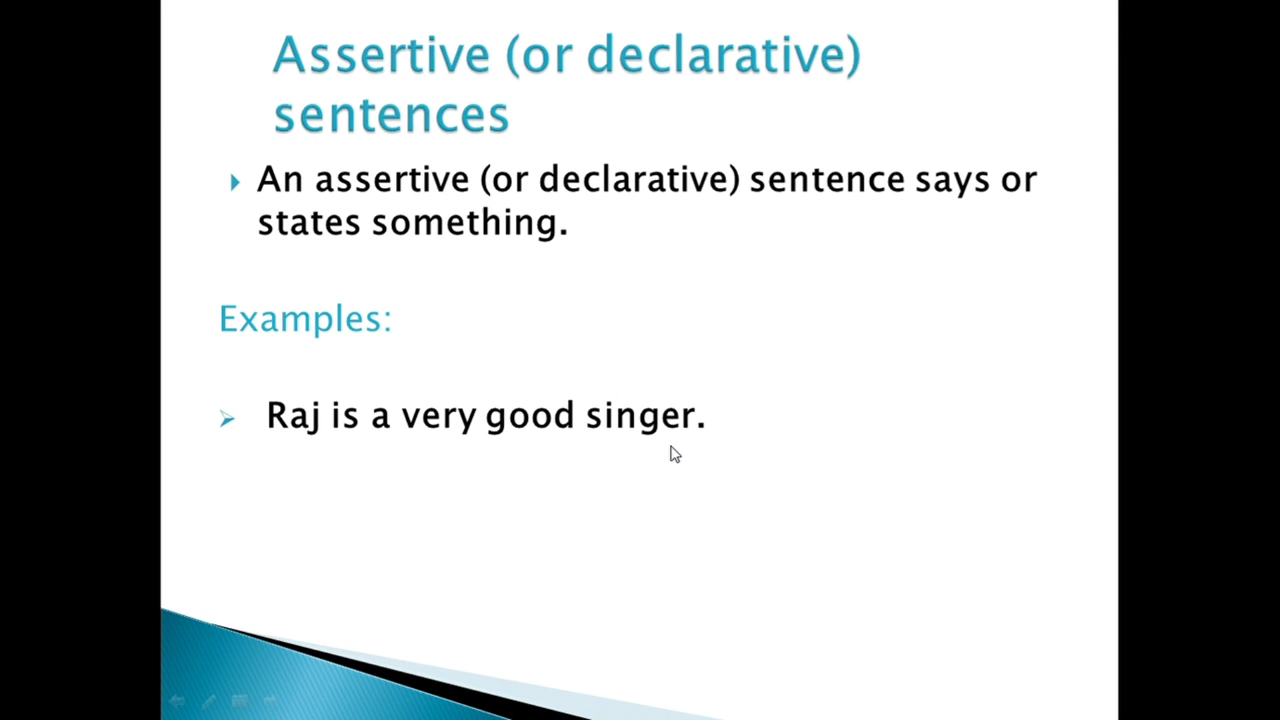 Assertive (or declarative)
sentences
An assertive (or declarative) sentence says or
states something.
Examples:
Raj is a very good singer.